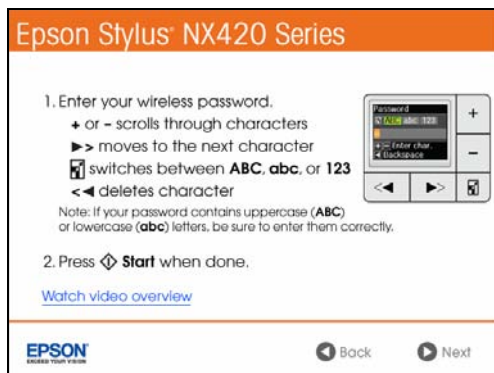 Epson Stylus® NX420 Series
1. Enter your wireless password.
+ or – scrolls through characters
►> moves to the next character
switches between ABC, abc, or 123
<◄ deletes character
Note: If your password contains uppercase (ABC)
or lowercase (abc) letters, be sure to enter them correctly.
2. Press Start when done.
Watch video overview
Password
ABC abc 123
+ – Enter char.
◄ Backspace
+
–
<◄ ►>
EPSON®
EXCEED YOUR VISION
Back Next